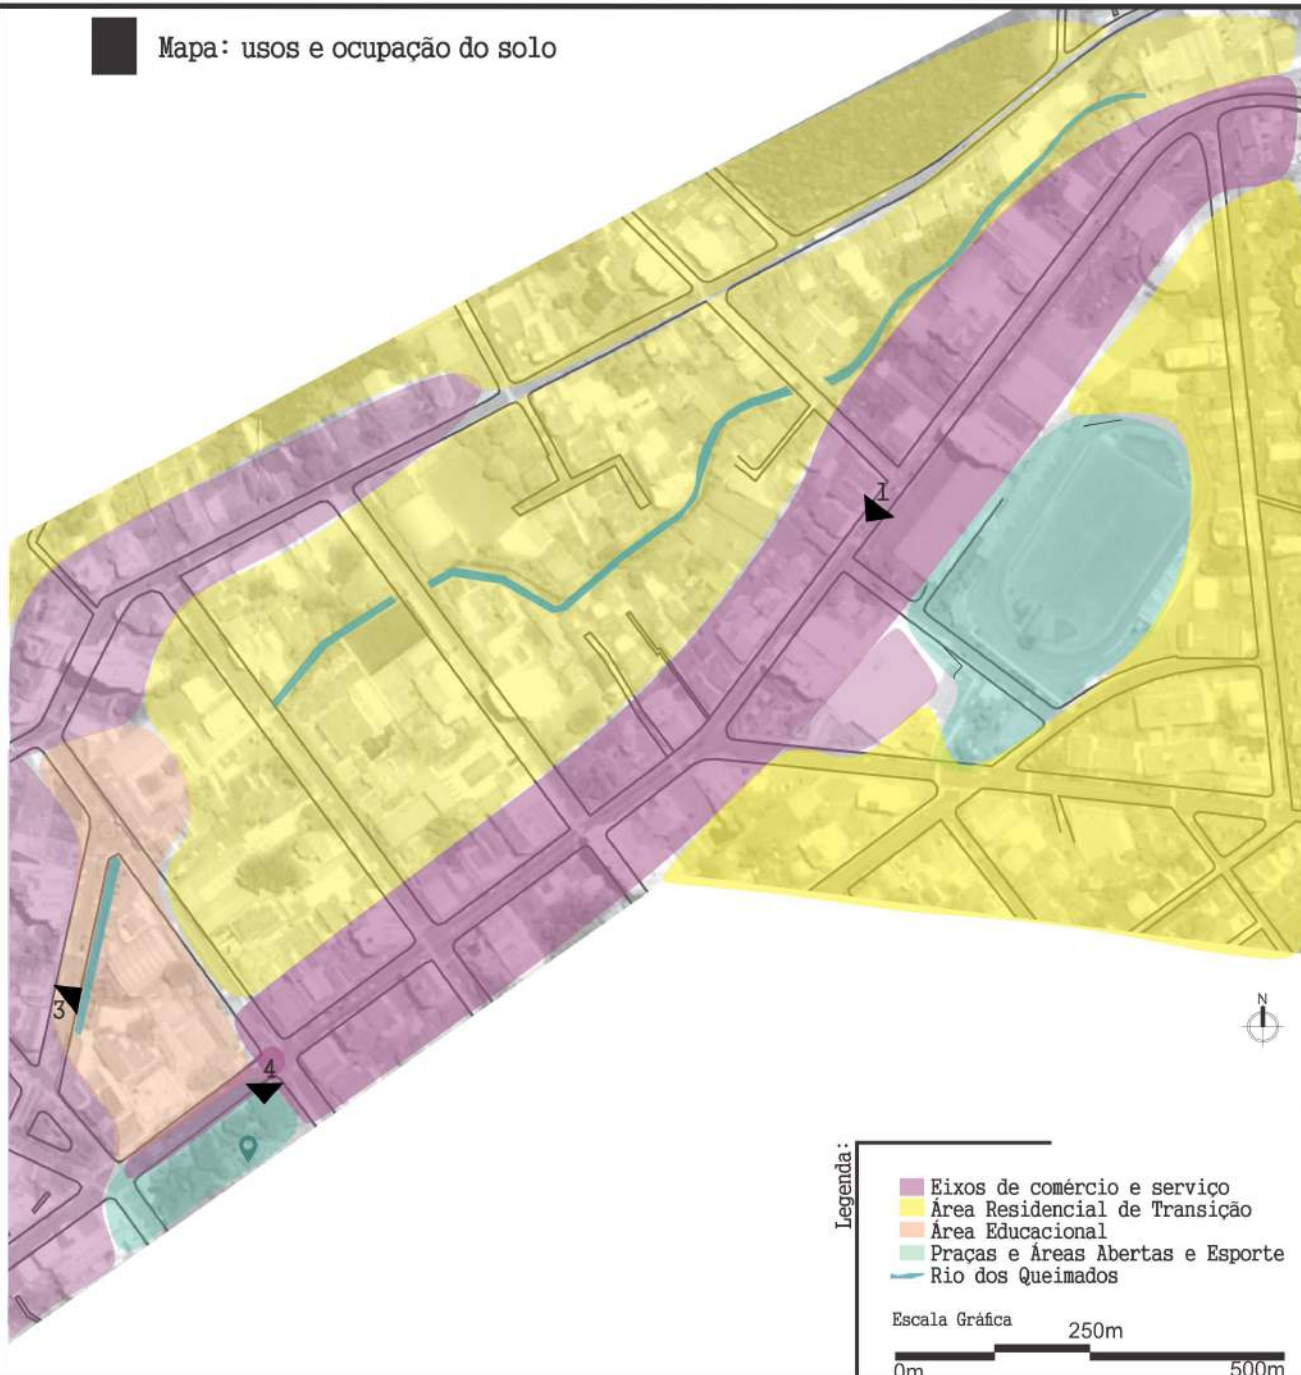 Mapa: usos e ocupação do solo
1
3
4
N
Legenda:
Eixos de comércio e serviço
Área Residencial de Transição
Área Educacional
Praças e Áreas Abertas e Esporte
Rio dos Queimados
Escala Gráfica
250m
0m 500m